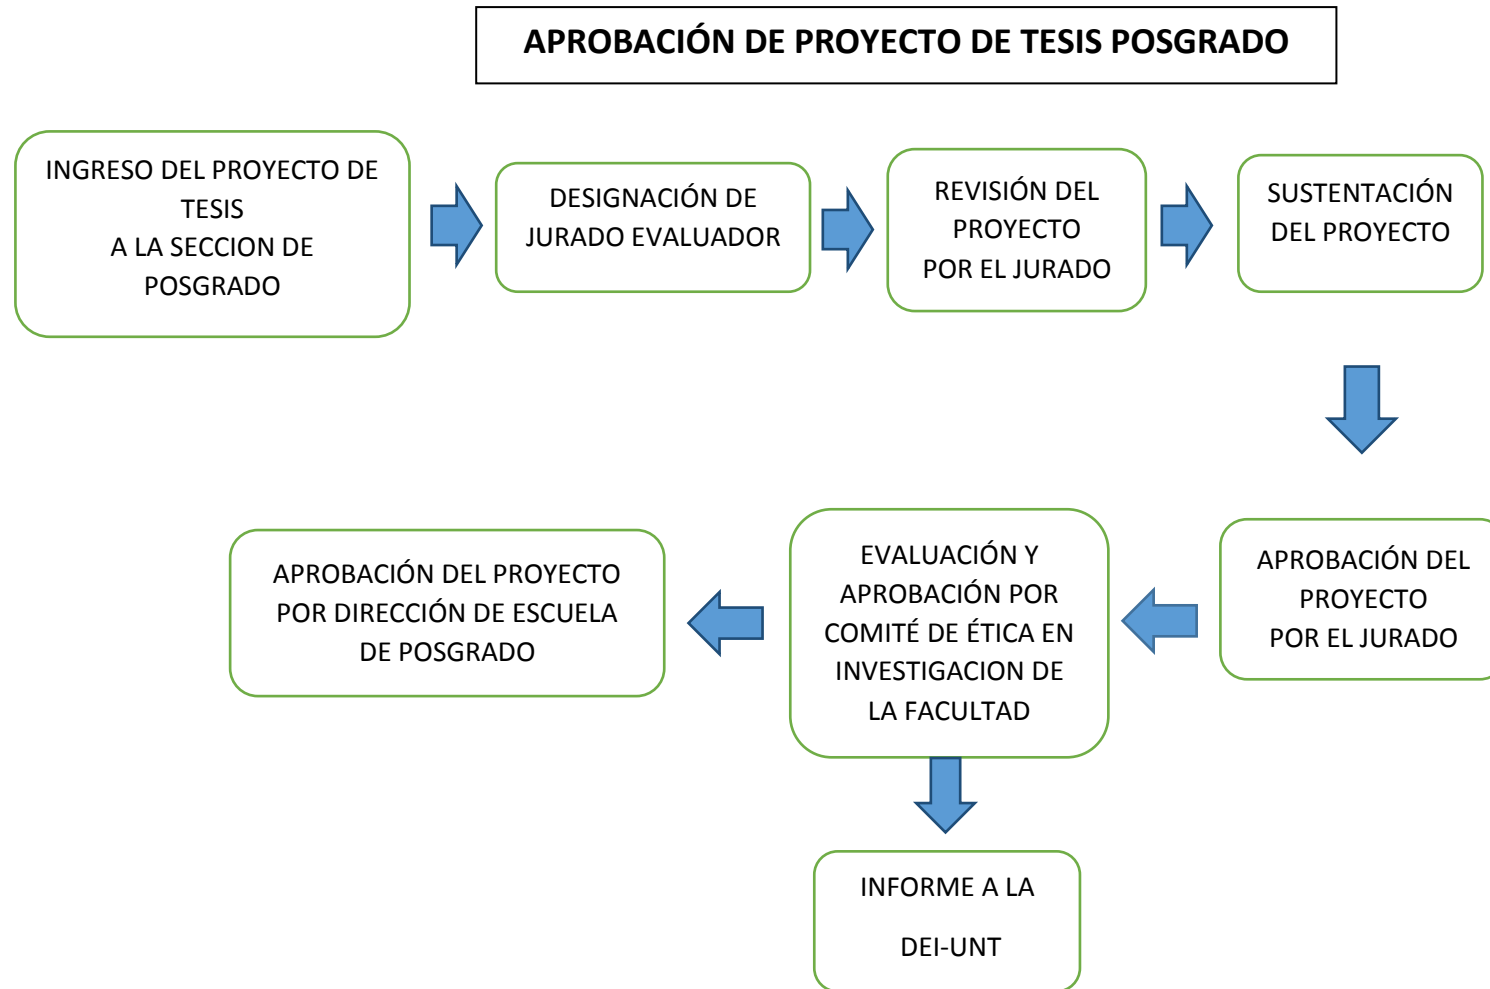 APROBACIÓN DE PROYECTO DE TESIS POSGRADO
INGRESO DEL PROYECTO DE
TESIS
A LA SECCION DE
POSGRADO
DESIGNACIÓN DE
JURADO EVALUADOR
REVISIÓN DEL
PROYECTO
POR EL JURADO
SUSTENTACIÓN
DEL PROYECTO
APROBACIÓN DEL
PROYECTO
POR EL JURADO
EVALUACIÓN Y
APROBACIÓN POR
COMITÉ DE ÉTICA EN
INVESTIGACION DE
LA FACULTAD
APROBACIÓN DEL PROYECTO
POR DIRECCIÓN DE ESCUELA
DE POSGRADO
INFORME A LA
DEI-UNT